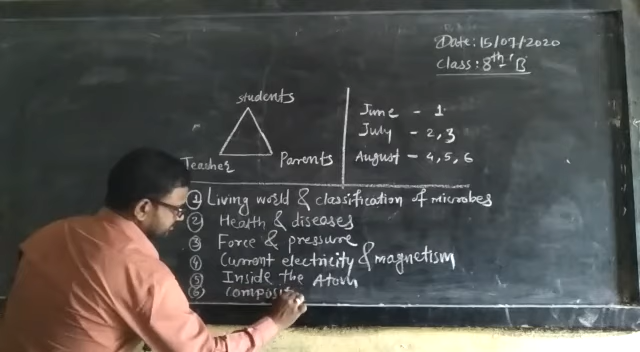 Date: 15/07/2020
Class: 8th 'B'
Students
Teacher
Parents
June - 1
July - 2, 3
August - 4, 5, 6
1 Living world & classification of microbes
2 Health & diseases
3 Force & pressure
4 Current electricity & magnetism
5 Inside the Atom
6 Composit